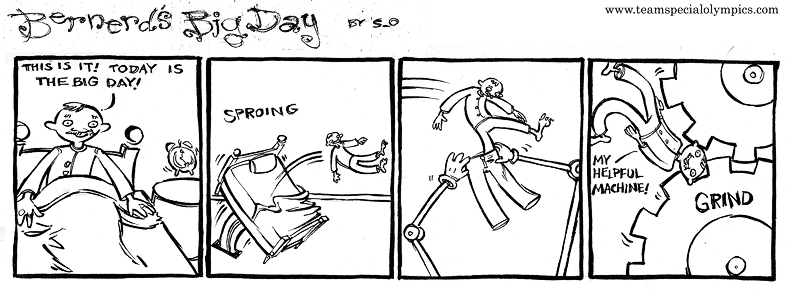 Bernerd's Big Day BY S_O
www.teamspecialolympics.com
THIS IS IT! TODAY IS
THE BIG DAY!
SPROING
MY
HELPFUL
MACHINE!
GRIND